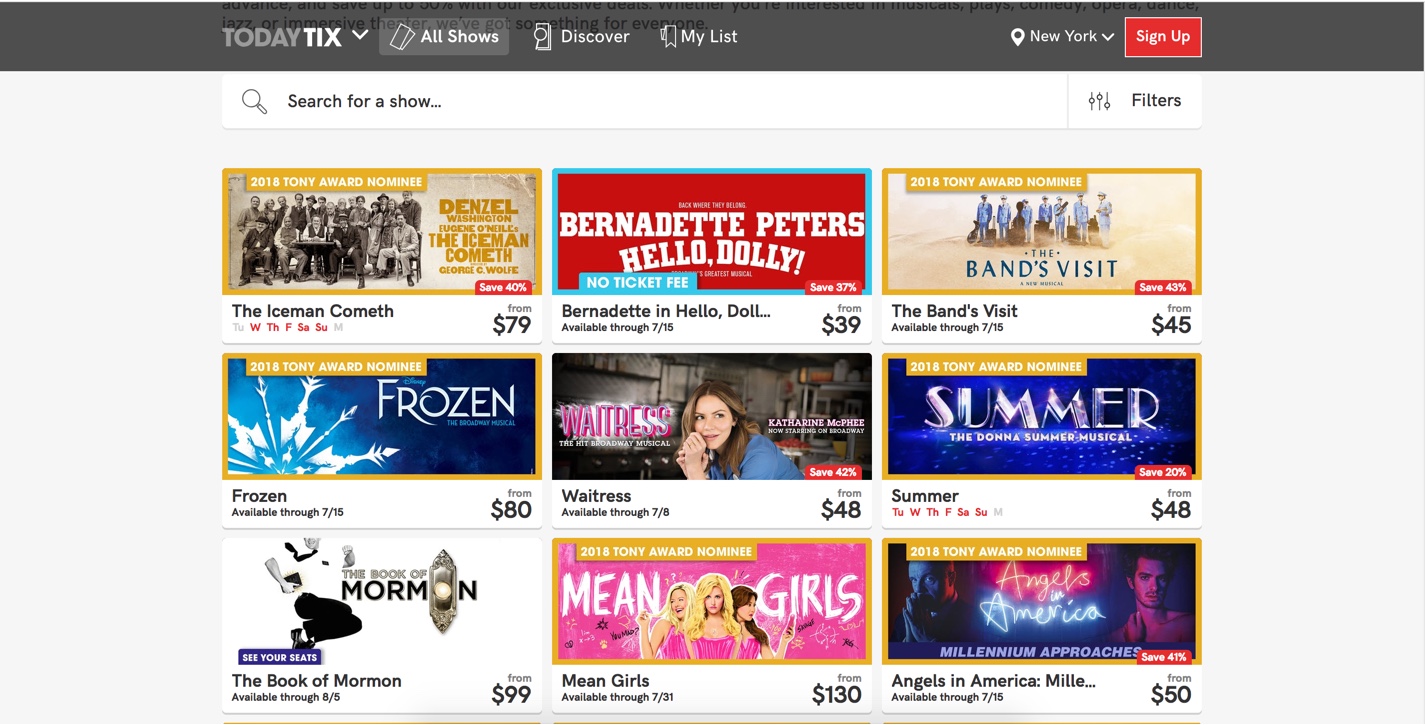 advance, and save up to 50% with our exclusive deals. Whether you're interested in musicals, plays, comedy, opera, dance,
jazz, or immersive theater, we've got something for everyone.
TODAYTIX
All Shows
Discover
My List
New York
Sign Up
Search for a show...
Filters
2018 TONY AWARD NOMINEE
DENZEL
WASHINGTON
EUGENE O'NEILL'S
THE ICEMAN
COMETH
GEORGE C. WOLFE
Save 40%
The Iceman Cometh
Tu W Th F Sa Su M
from
$79
BACK WHERE THEY BELONG.
BERNADETTE PETERS
HELLO, DOLLY!
GREATEST MUSICAL
NO TICKET FEE
Save 37%
Bernadette in Hello, Doll...
Available through 7/15
from
$39
2018 TONY AWARD NOMINEE
THE
BAND'S VISIT
A NEW MUSICAL
Save 43%
The Band's Visit
Available through 7/15
from
$45
2018 TONY AWARD NOMINEE
Disney
FROZEN
THE BROADWAY MUSICAL
Frozen
Available through 7/15
from
$80
WAITRESS
THE HIT BROADWAY MUSICAL
KATHARINE McPHEE
NOW STARRING ON BROADWAY
Save 42%
Waitress
Available through 7/8
from
$48
2018 TONY AWARD NOMINEE
SUMMER
THE DONNA SUMMER MUSICAL
Save 20%
Summer
Tu W Th F Sa Su M
from
$48
THE BOOK OF
MORMON
SEE YOUR SEATS
The Book of Mormon
Available through 8/5
from
$99
2018 TONY AWARD NOMINEE
MEAN GIRLS
YOU MAD?
Mean Girls
Available through 7/31
from
$130
2018 TONY AWARD NOMINEE
Angels
in
America
MILLENNIUM APPROACHES
Save 41%
Angels in America: Mille...
Available through 7/15
from
$50